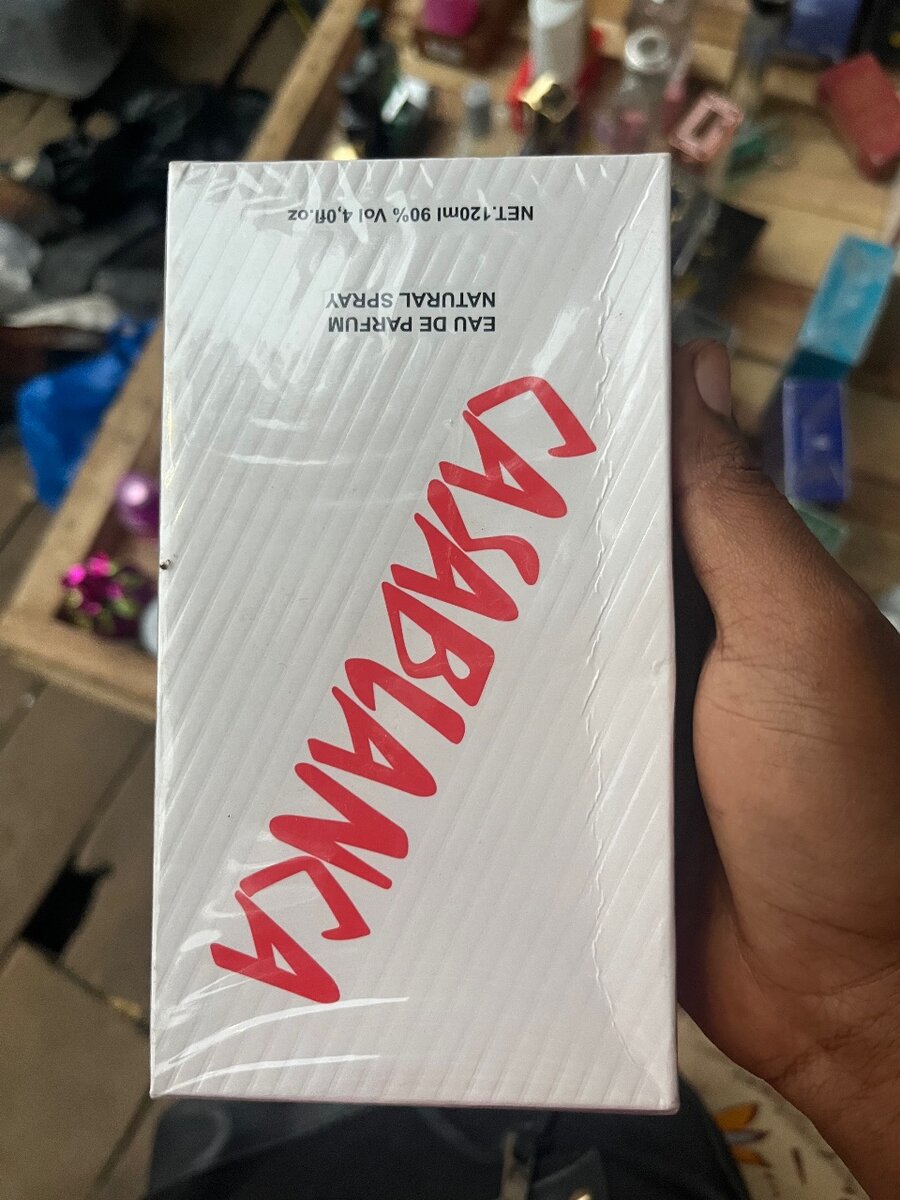 CASABLANCA
EAU DE PARFUM
NATURAL SPRAY
NET.120ml 90% Vol 4,0fl.oz